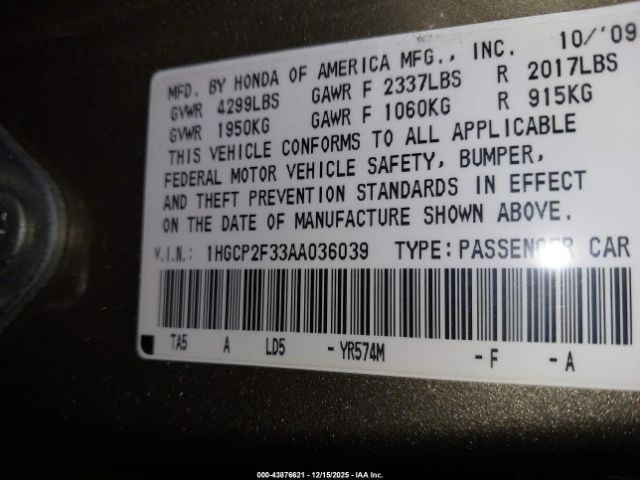 MFD. BY HONDA OF AMERICA MFG., INC. 10/'09
GVWR 4299LBS GAWR F 2337LBS R 2017LBS
GVWR 1950KG GAWR F 1060KG R 915KG
THIS VEHICLE CONFORMS TO ALL APPLICABLE
FEDERAL MOTOR VEHICLE SAFETY, BUMPER,
AND THEFT PREVENTION STANDARDS IN EFFECT
ON THE DATE OF MANUFACTURE SHOWN ABOVE.
V.I.N.: 1HGCP2F33AA036039 TYPE: PASSENGER CAR
TA5 A LD5 -YR574M -F -A
000-43876621 - 12/15/2025 - IAA Inc.